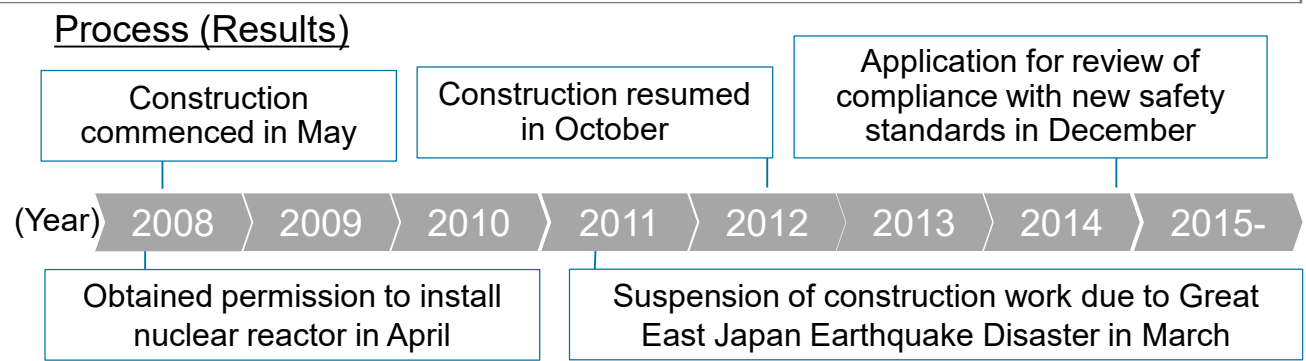 Process (Results)
Construction
commenced in May
Construction resumed
in October
Application for review of
compliance with new safety
standards in December
(Year) 2008 2009 2010 2011 2012 2013 2014 2015-
Obtained permission to install
nuclear reactor in April
Suspension of construction work due to Great
East Japan Earthquake Disaster in March